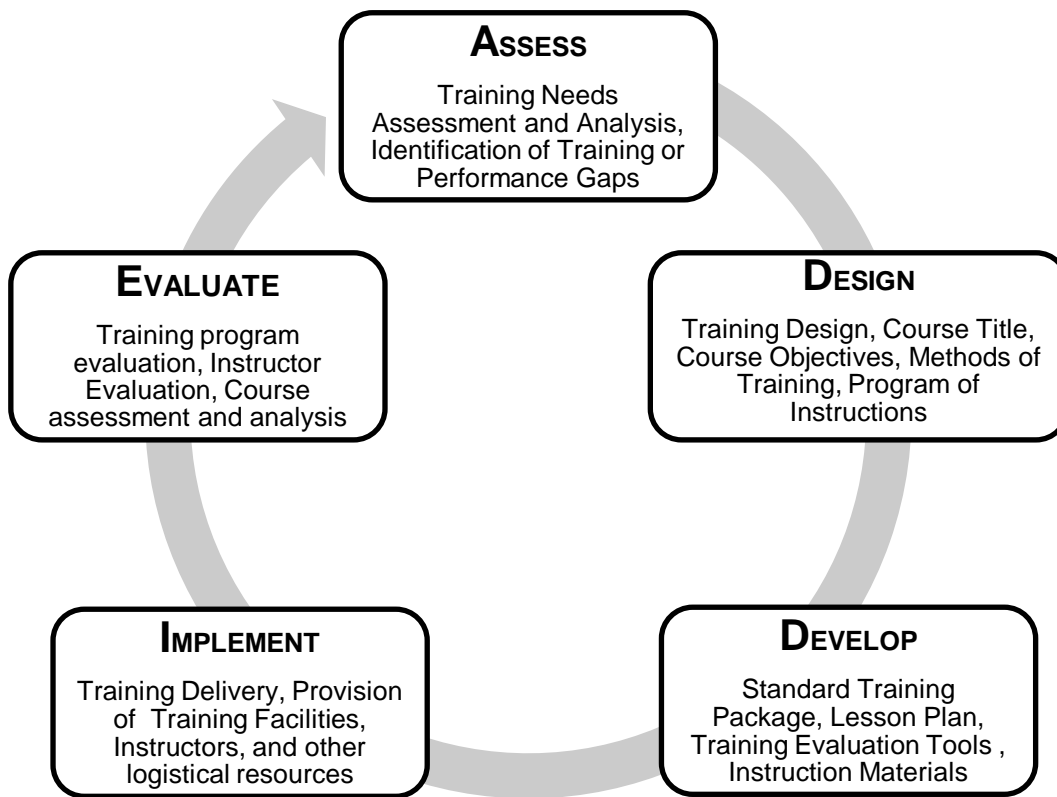 ASSESS
Training Needs
Assessment and Analysis,
Identification of Training or
Performance Gaps
DESIGN
Training Design, Course Title,
Course Objectives, Methods of
Training, Program of
Instructions
DEVELOP
Standard Training
Package, Lesson Plan,
Training Evaluation Tools ,
Instruction Materials
IMPLEMENT
Training Delivery, Provision
of Training Facilities,
Instructors, and other
logistical resources
EVALUATE
Training program
evaluation, Instructor
Evaluation, Course
assessment and analysis